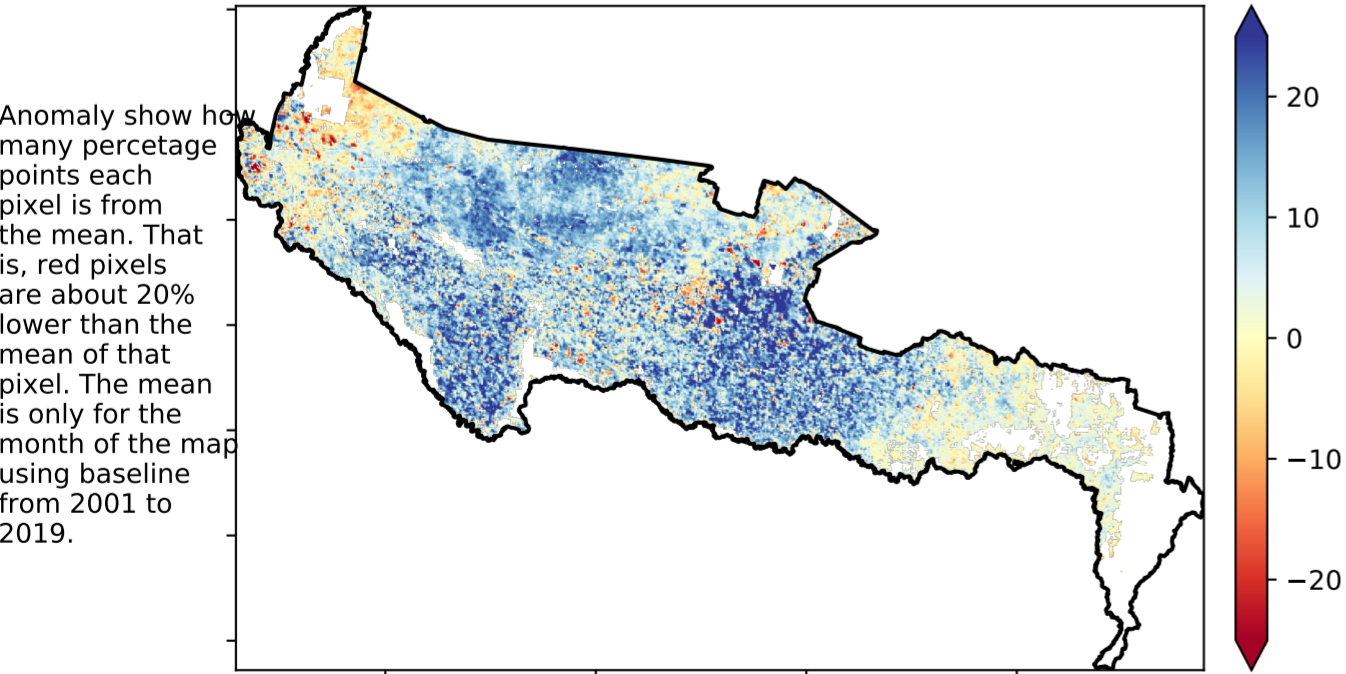 Anomaly show how
many percetage
points each
pixel is from
the mean. That
is, red pixels
are about 20%
lower than the
mean of that
pixel. The mean
is only for the
month of the map
using baseline
from 2001 to
2019.
20
10
0
−10
−20